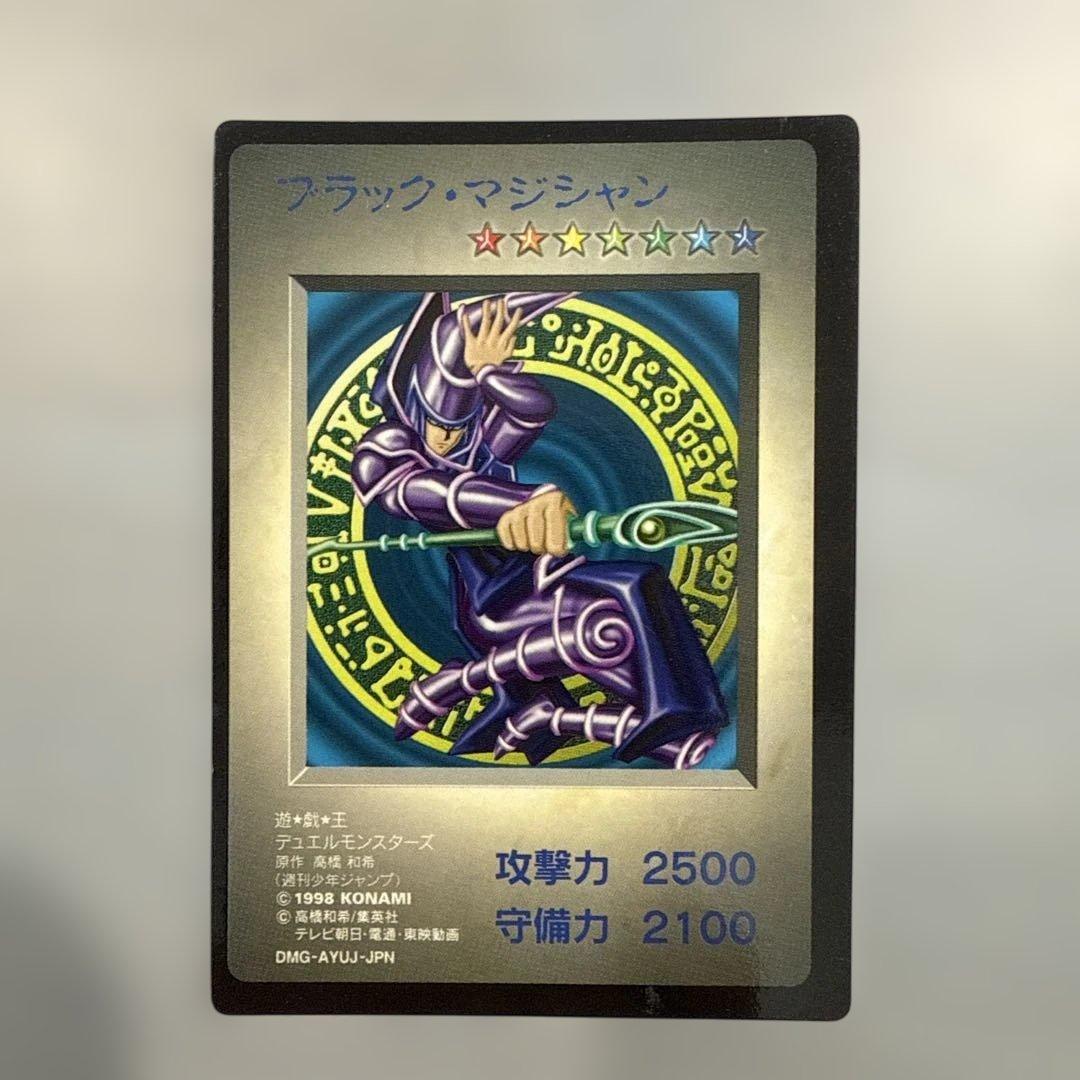 ブラック・マジシャン
遊★戯★王
デュエルモンスターズ
原作 高橋 和希
(週刊少年ジャンプ)
© 1998 KONAMI
© 高橋和希/集英社
テレビ朝日・電通・東映動画
DMG-AYUJ-JPN
攻撃力 2500
守備力 2100